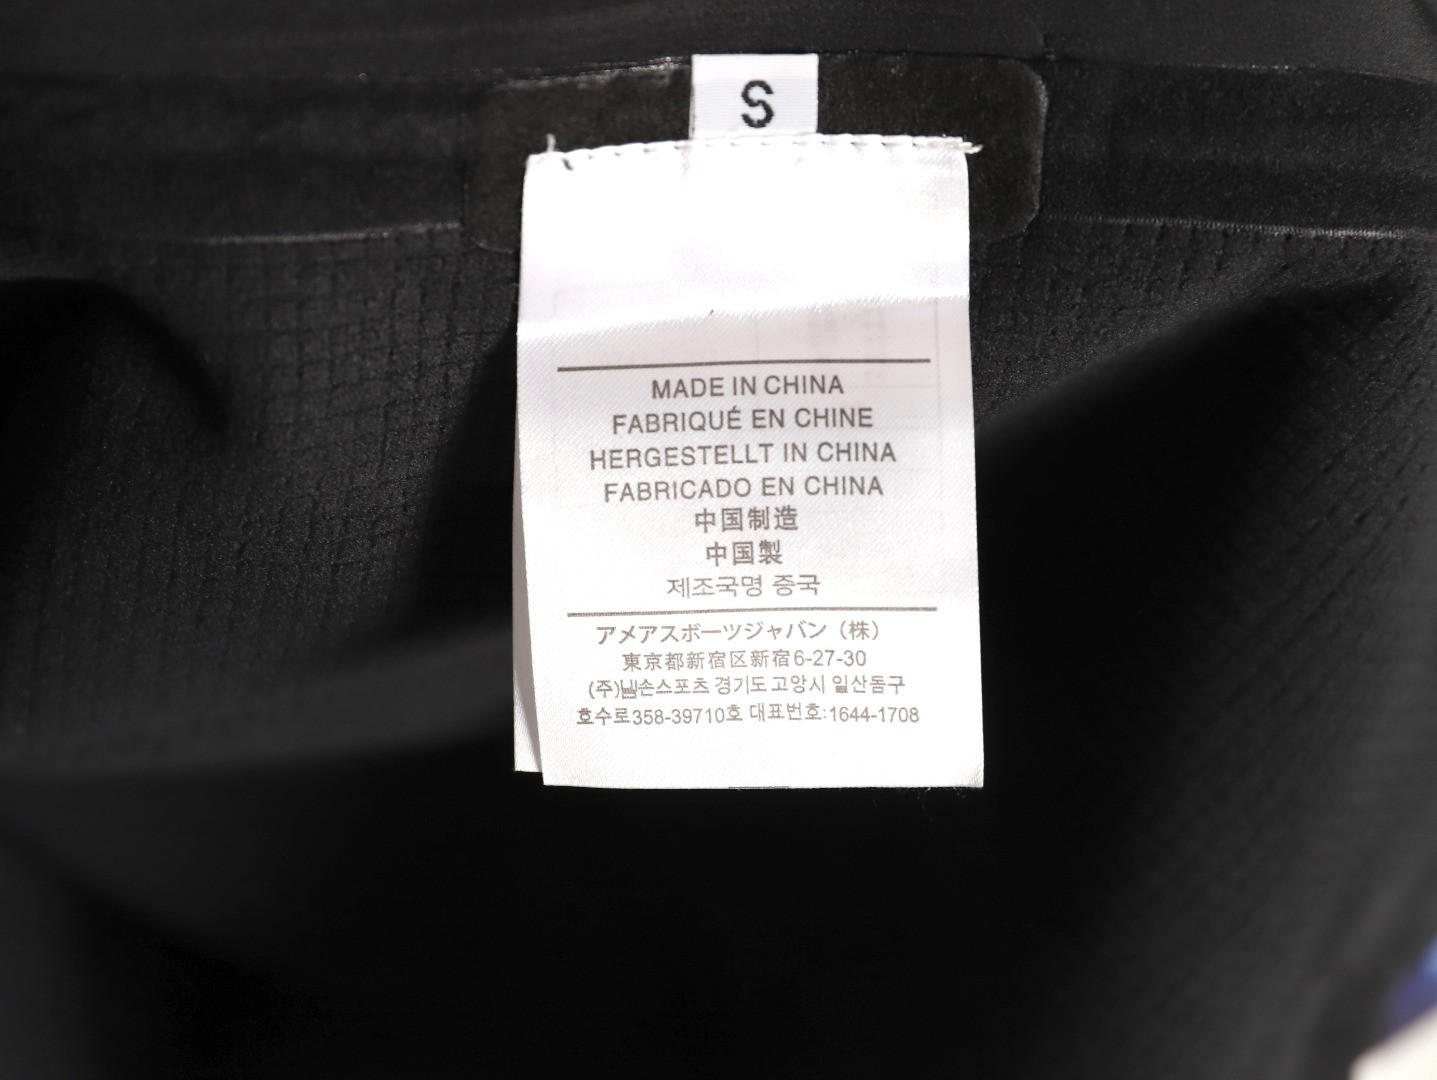 S
MADE IN CHINA
FABRIQUÉ EN CHINE
HERGESTELLT IN CHINA
FABRICADO EN CHINA
中国制造
中国製
제조국명 중국
アメアスポーツジャバン（株）
東京都新宿区新宿6-27-30
(주)넬손스포츠 경기도 고양시 일산돔구
호수로358-39710호 대표번호:1644-1708